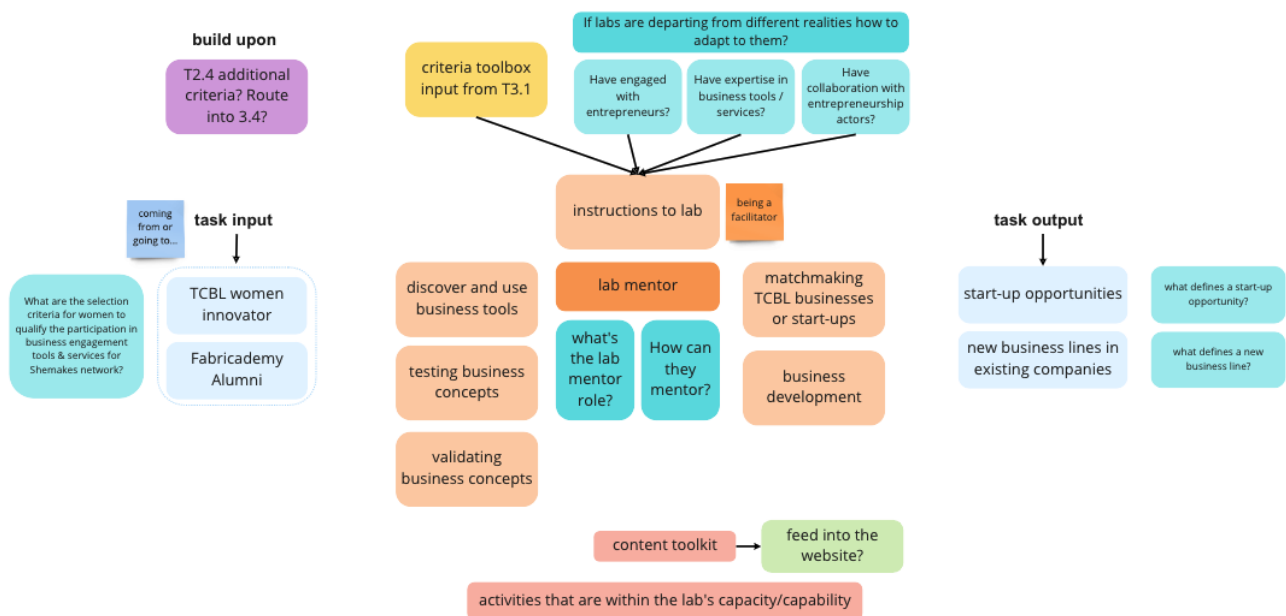 build upon
T2.4 additional
criteria? Route
into 3.4?
criteria toolbox
input from T3.1
If labs are departing from different realities how to
adapt to them?
Have engaged
with
entrepreneurs?
Have expertise in
business tools /
services?
Have
collaboration with
entrepreneurship
actors?
instructions to lab
being a
facilitator
coming
from or
going to...
task input
What are the selection
criteria for women to
qualify the participation in
business engagement
tools & services for
Shemakes network?
TCBL women
innovator
Fabricademy
Alumni
discover and use
business tools
testing business
concepts
validating
business concepts
lab mentor
what's
the lab
mentor
role?
How can
they
mentor?
matchmaking
TCBL businesses
or start-ups
business
development
task output
start-up opportunities
new business lines in
existing companies
what defines a start-up
opportunity?
what defines a new
business line?
content toolkit
feed into the
website?
activities that are within the lab's capacity/capability